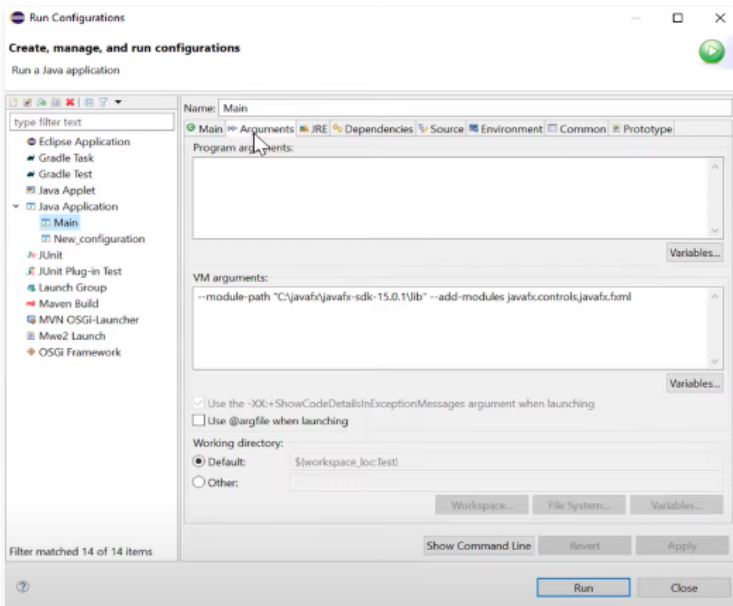 Run Configurations
Create, manage, and run configurations
Run a Java application
type filter text
Eclipse Application
Gradle Task
Gradle Test
Java Applet
Java Application
Main
New_configuration
JUnit
JUnit Plug-in Test
Launch Group
Maven Build
MVN OSGi-Launcher
Mwe2 Launch
OSGi Framework
Filter matched 14 of 14 items
Name: Main
Main Arguments JRE Dependencies Source Environment Common Prototype
Program arguments:
Variables...
VM arguments:
--module-path "C:\javafx\javafx-sdk-15.0.1\lib" --add-modules javafx.controls,javafx.fxml
Variables...
Use the -XX:+ShowCodeDetailsInExceptionMessages argument when launching
Use @argfile when launching
Working directory:
Default: ${workspace_loc:Test}
Other:
Workspace... File System... Variables...
Show Command Line Revert Apply
Run Close